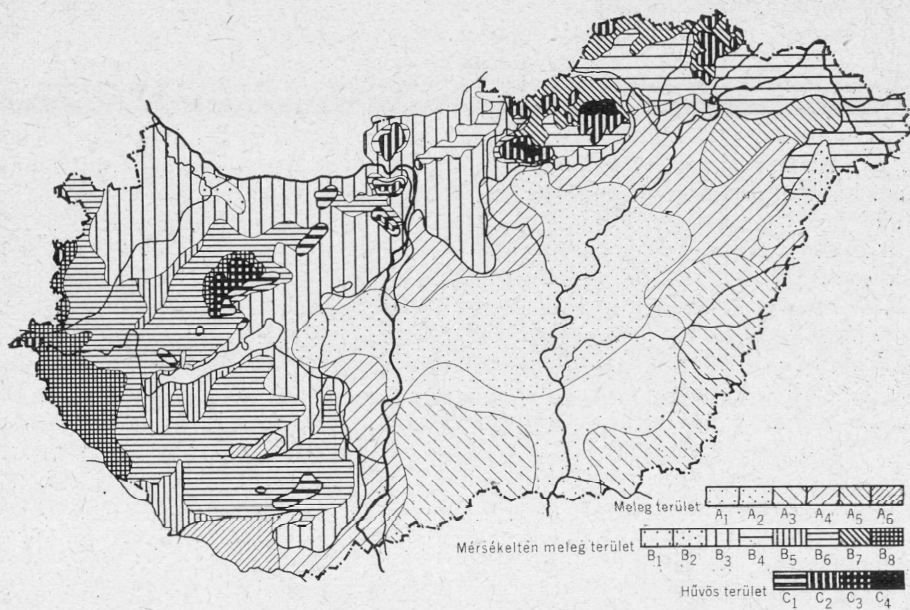 Meleg terület
A1 A2 A3 A4 A5 A6
Mérsékelten meleg terület
B1 B2 B3 B4 B5 B6 B7 B8
Hűvös terület
C1 C2 C3 C4